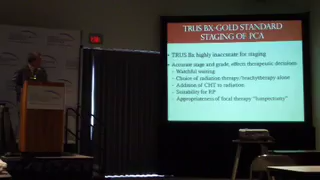 TRUS BX-GOLD STANDARD
STAGING OF PCA
• TRUS Bx highly inaccurate for staging
• Accurate stage and grade, effects therapeutic decisions
– Watchful waiting
– Choice of radiation therapy/brachytherapy alone
– Addition of CHT to radiation
– Suitability for RP
– Appropriateness of focal therapy "lumpectomy"